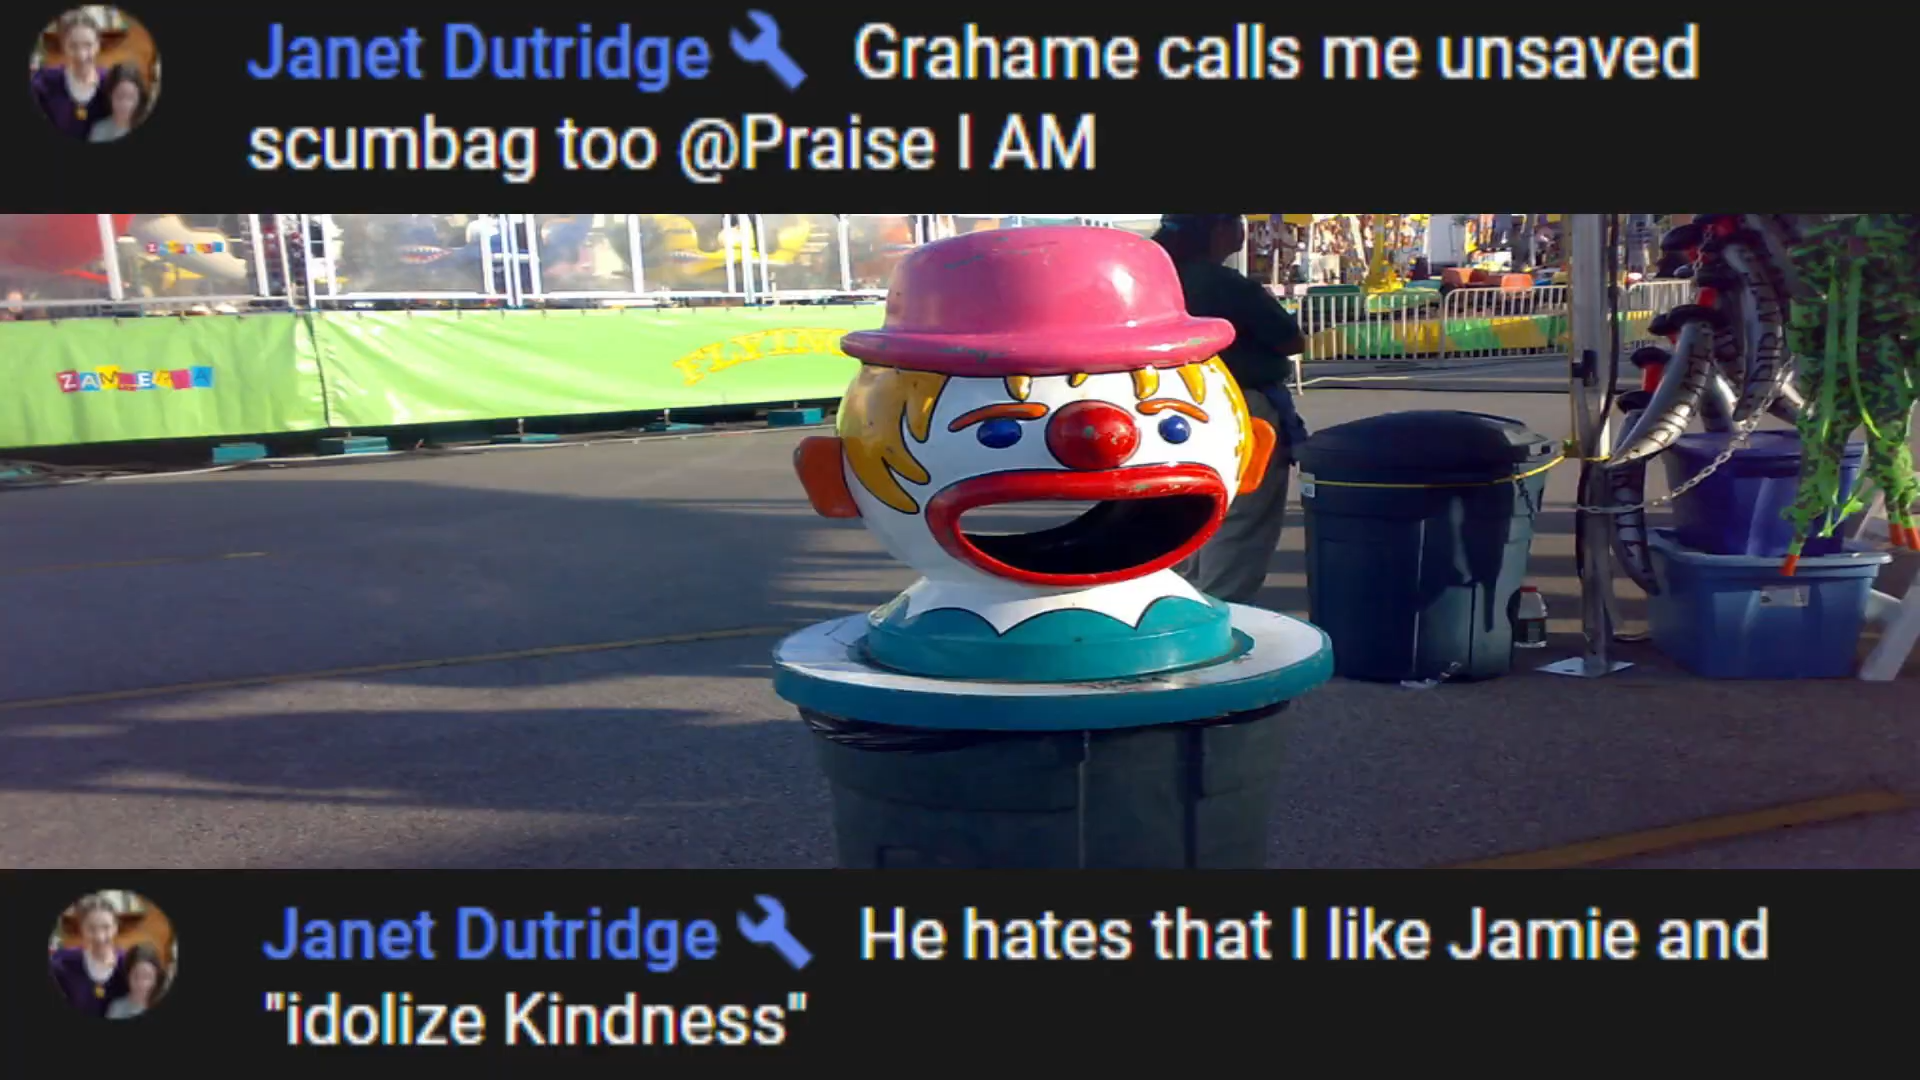 Janet Dutridge Grahame calls me unsaved
scumbag too @Praise I AM
FLYING
Janet Dutridge He hates that I like Jamie and
"idolize Kindness"